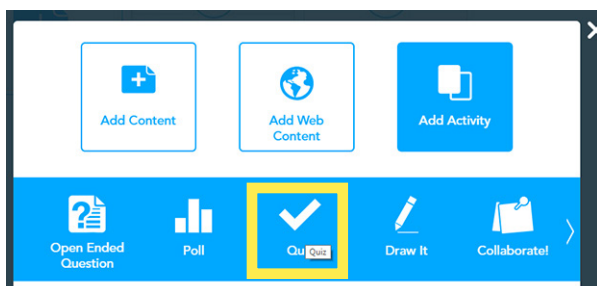 Add Content
Add Web
Content
Add Activity
Open Ended
Question
Poll
Qu
Quiz
Draw It
Collaborate!